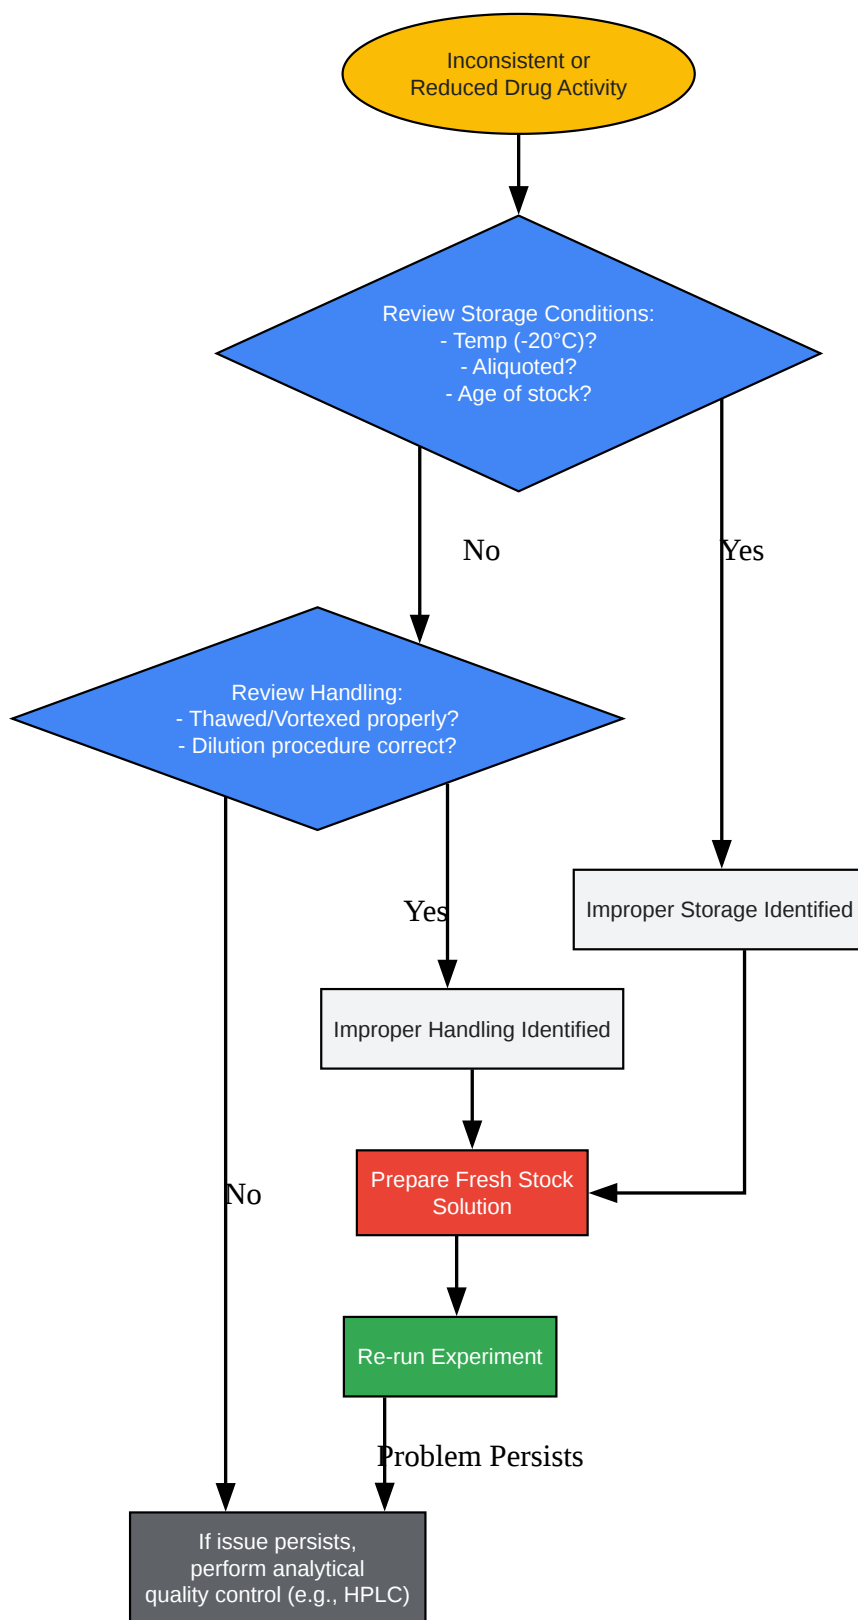 Inconsistent or
Reduced Drug Activity
Review Storage Conditions:
- Temp (-20°C)?
- Aliquoted?
- Age of stock?
No
Yes
Review Handling:
- Thawed/Vortexed properly?
- Dilution procedure correct?
Yes
Improper Storage Identified
Improper Handling Identified
Prepare Fresh Stock
Solution
No
Re-run Experiment
Problem Persists
If issue persists,
perform analytical
quality control (e.g., HPLC)